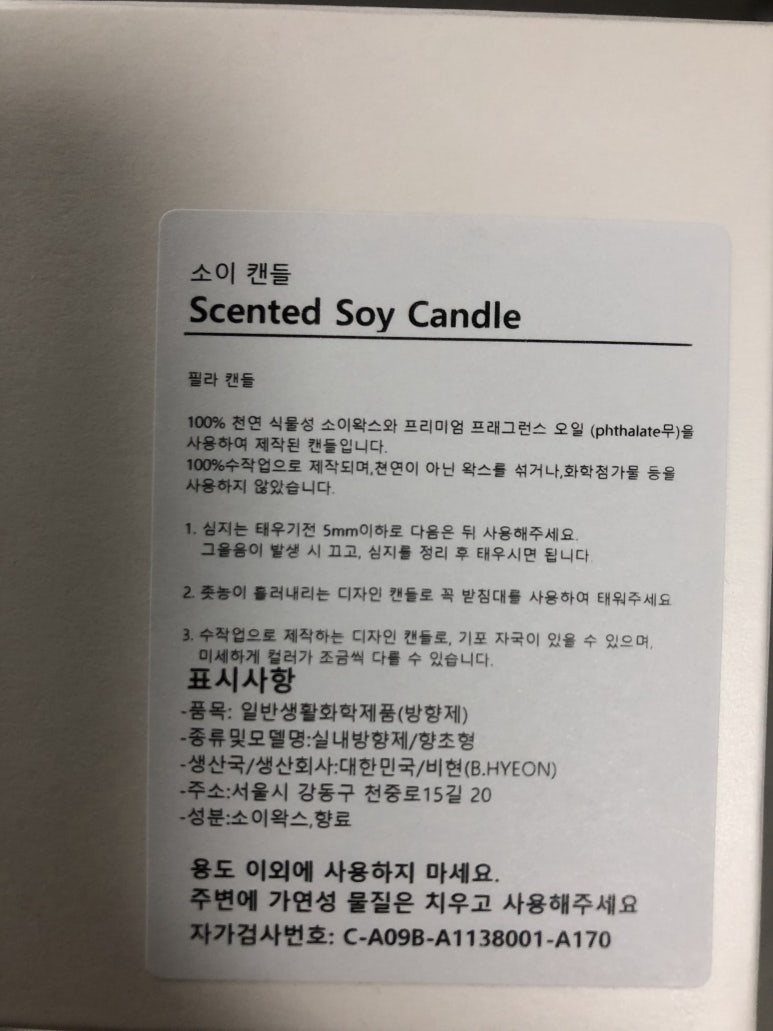 소이 캔들
Scented Soy Candle
필라 캔들
100% 천연 식물성 소이왁스와 프리미엄 프래그런스 오일 (phthalate무)을
사용하여 제작된 캔들입니다.
100%수작업으로 제작되며,천연이 아닌 왁스를 섞거나,화학첨가물 등을
사용하지 않았습니다.
1. 심지는 태우기전 5mm이하로 다음은 뒤 사용해주세요.
그을음이 발생 시 끄고, 심지를 정리 후 태우시면 됩니다.
2. 촛농이 흘러내리는 디자인 캔들로 꼭 받침대를 사용하여 태워주세요
3. 수작업으로 제작하는 디자인 캔들로, 기포 자국이 있을 수 있으며,
미세하게 컬러가 조금씩 다를 수 있습니다.
표시사항
-품목: 일반생활화학제품(방향제)
-종류및모델명:실내방향제/향초형
-생산국/생산회사:대한민국/비현(B.HYEON)
-주소:서울시 강동구 천중로15길 20
-성분:소이왁스,향료
용도 이외에 사용하지 마세요.
주변에 가연성 물질은 치우고 사용해주세요
자가검사번호: C-A09B-A1138001-A170